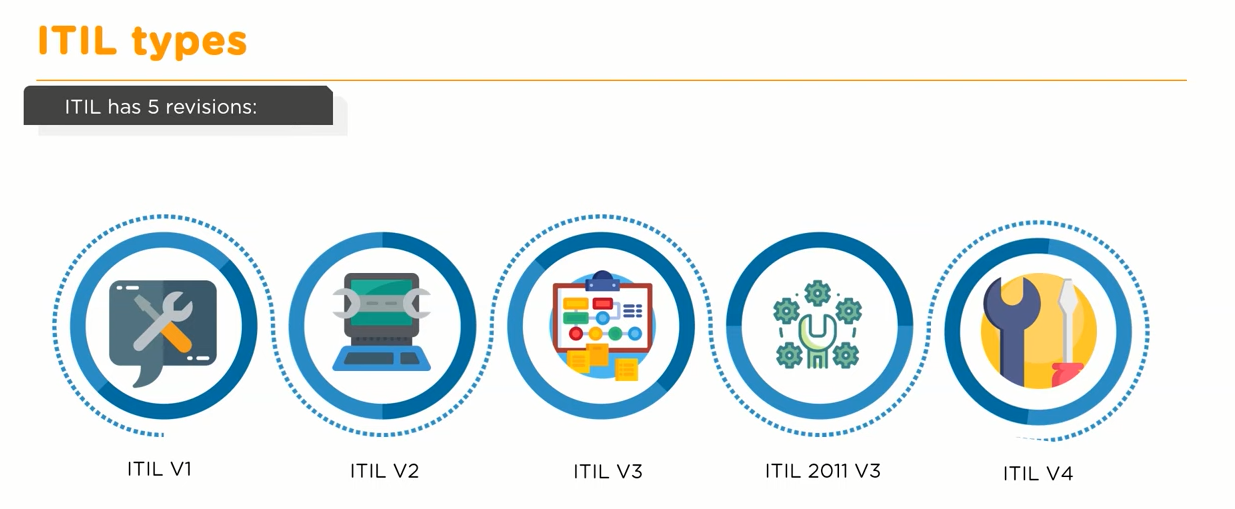 ITIL types
ITIL has 5 revisions:
ITIL V1
ITIL V2
ITIL V3
ITIL 2011 V3
ITIL V4